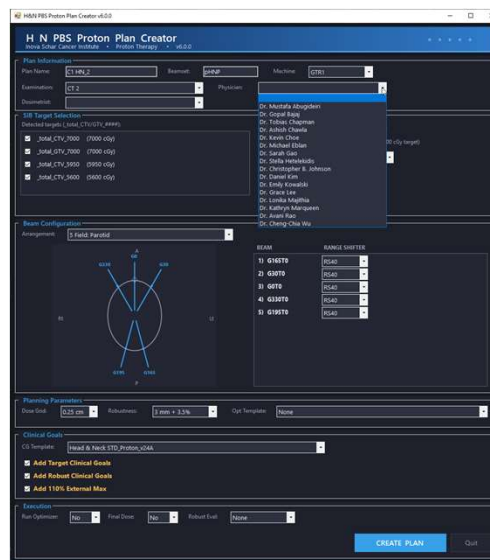 H&N PBS Proton Plan Creator v6.0.0
H N PBS Proton Plan Creator
Inova Schar Cancer Institute • Proton Therapy • v6.0.0
Plan Information
Plan Name: C1 HN_2 Beamset: pHNP Machine: GTR1
Examination: CT 2 Physician:
Dosimetrist:
Dr. Mustafa Abugideiri
Dr. Gopal Bajaj
Dr. Tobias Chapman
Dr. Ashish Chawla
Dr. Kevin Choe
Dr. Michael Eblan
Dr. Sarah Gao
Dr. Stella Hetelekidis
Dr. Christopher B. Johnson
Dr. Daniel Kim
Dr. Emily Kowalski
Dr. Grace Lee
Dr. Lonika Majithia
Dr. Kathryn Marqueen
Dr. Avani Rao
Dr. Cheng-Chia Wu
SIB Target Selection
Detected targets (_total_CTV/GTV_####):
_total_GTV_7000 (7000 cGy)
_total_CTV_7000 (7000 cGy)
_total_CTV_5950 (5950 cGy)
_total_CTV_5600 (5600 cGy)
cGy target)
Beam Configuration
Arrangement: 5 Field: Parotid
A
G330 G0 G30
G195 G165
P
BEAM RANGE SHIFTER
1) G165T0 RS40
2) G30T0 RS40
3) G0T0 RS40
4) G330T0 RS40
5) G195T0 RS40
Planning Parameters
Dose Grid: 0.25 cm Robustness: 3 mm + 3.5% Opt Template: None
Clinical Goals
CG Template: Head & Neck STD_Proton_v24A
Add Target Clinical Goals
Add Robust Clinical Goals
Add 110% External Max
Execution
Run Optimizer: No Final Dose: No Robust Eval: None
CREATE PLAN Quit